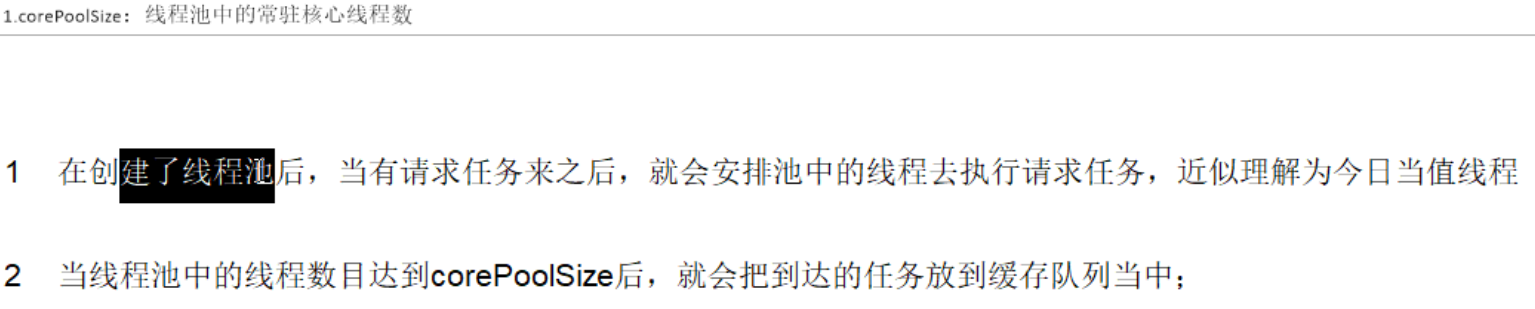 1.corePoolSize：线程池中的常驻核心线程数
1 在创建了线程池后，当有请求任务来之后，就会安排池中的线程去执行请求任务，近似理解为今日当值线程
2 当线程池中的线程数目达到corePoolSize后，就会把到达的任务放到缓存队列当中；